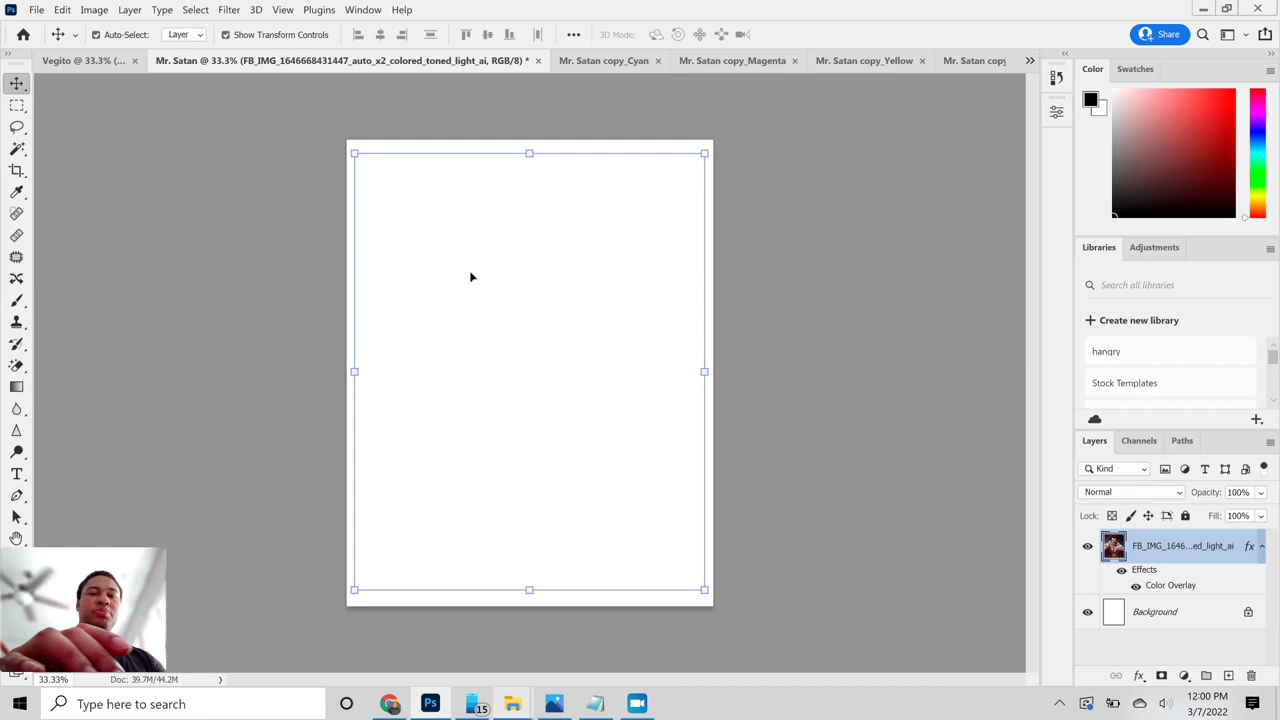 Ps File Edit Image Layer Type Select Filter 3D View Plugins Window Help
Auto-Select: Layer Show Transform Controls 3D Mode: Share
Vegito @ 33.3% (... × Mr. Satan @ 33.3% (FB_IMG_1646668431447_auto_x2_colored_toned_light_ai, RGB/8) * × Mr. Satan copy_Cyan × Mr. Satan copy_Magenta × Mr. Satan copy_Yellow × Mr. Satan copy
Color Swatches
Libraries Adjustments
Search all libraries
Create new library
hangry
Stock Templates
Layers Channels Paths
Kind
Normal Opacity: 100%
Lock: Fill: 100%
FB_IMG_1646...ed_light_ai fx
Effects
Color Overlay
Background
fx
33.33% Doc: 39.7M/44.2M
Type here to search
Ps
15
12:00 PM
3/7/2022